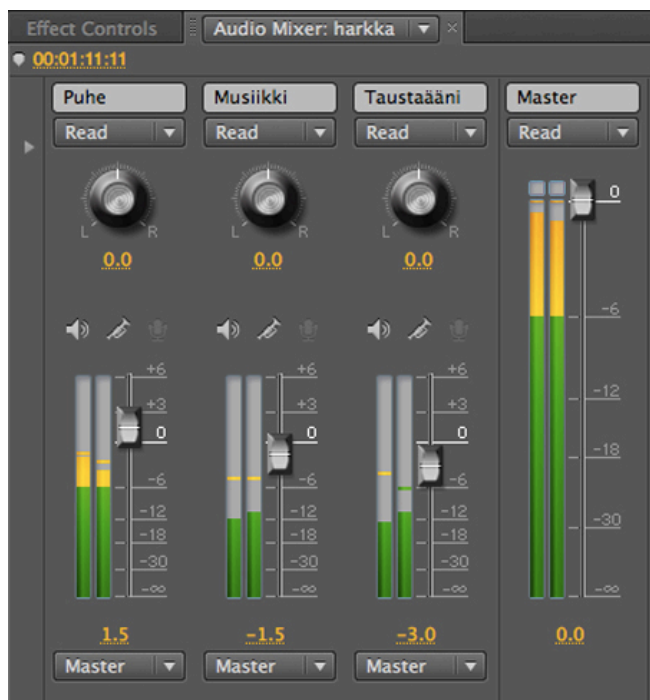 Effect Controls
Audio Mixer: harkka
00:01:11:11
Puhe Musiikki Taustaääni Master
Read Read Read Read
L R L R L R
0
0.0 0.0 0.0
-6
+6 +6 +6
-12
+3 +3 +3
0 0 0
-18
-6 -6 -6
-12 -12 -12
-30
-18 -18 -18
-30 -30 -30
-∞ -∞ -∞ -∞
1.5 -1.5 -3.0 0.0
Master Master Master